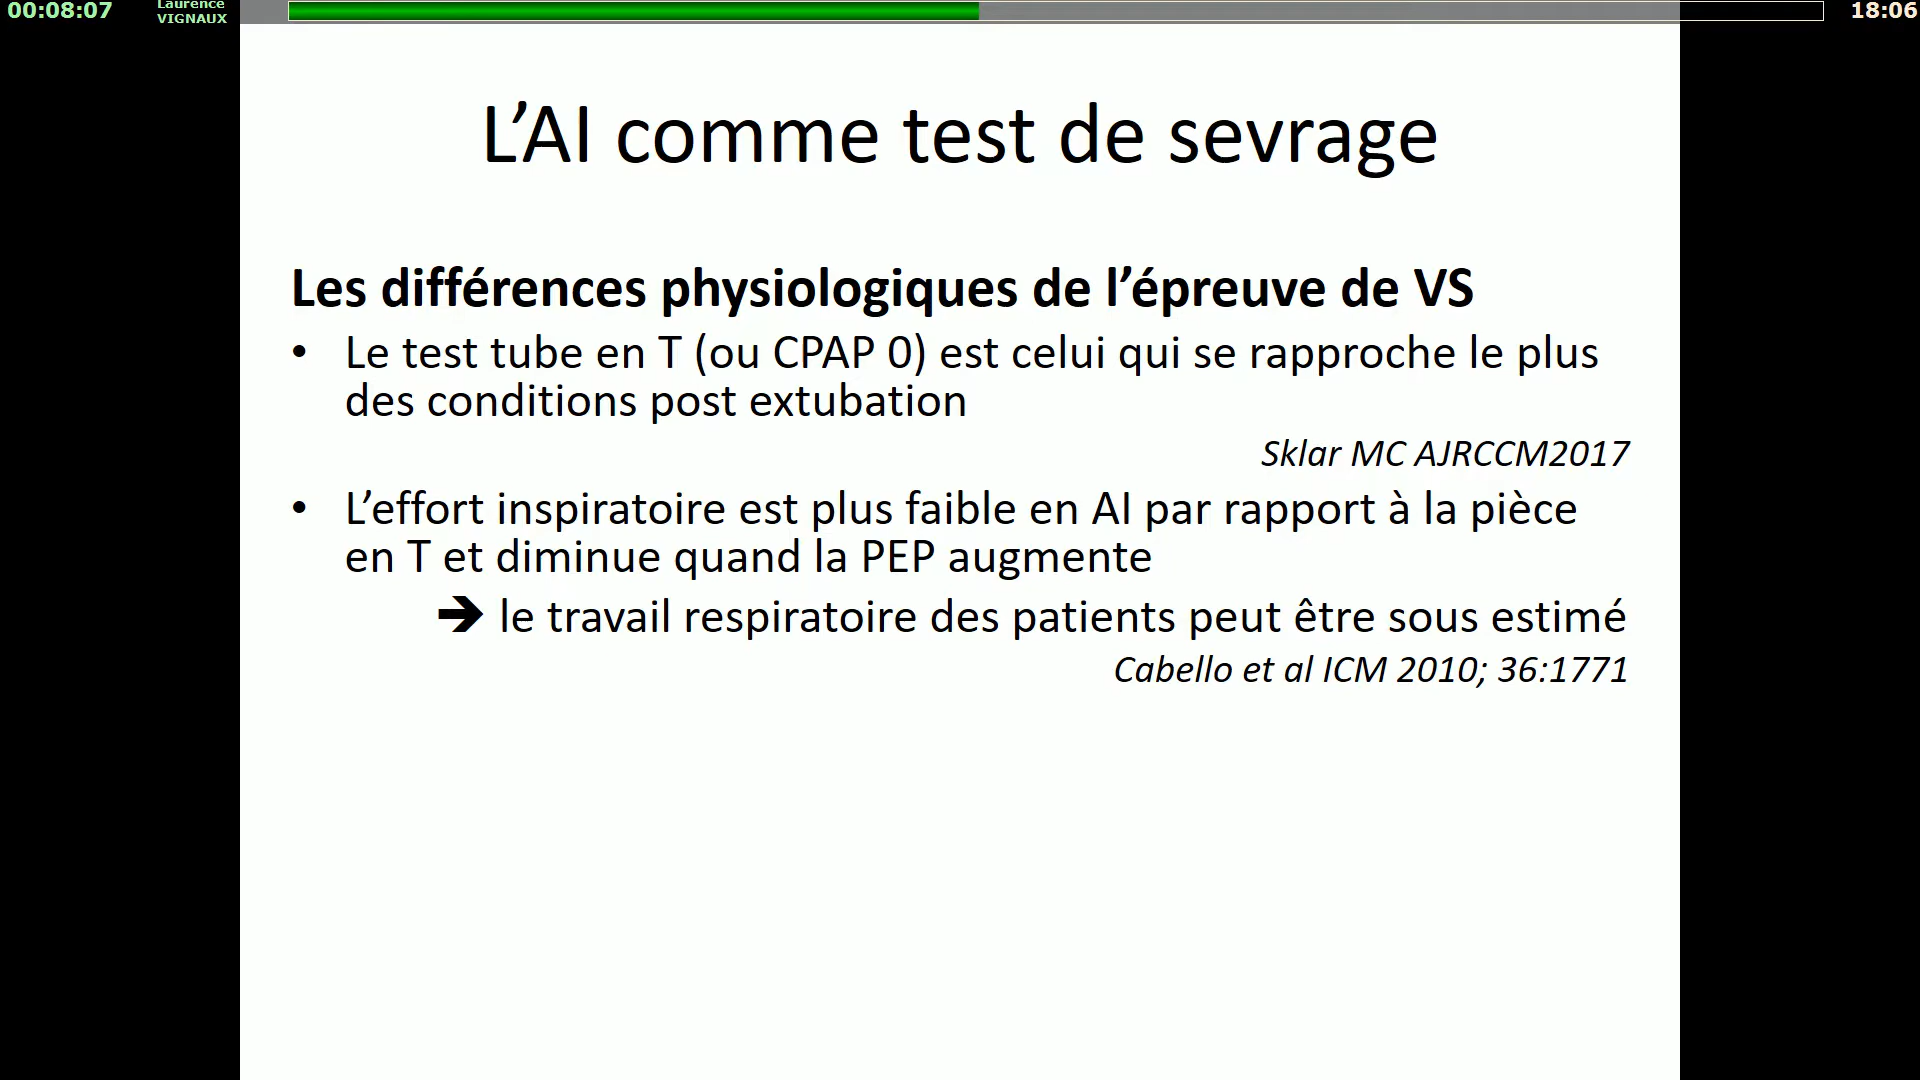 00:08:07
Laurence
VIGNAUX
18:06
L’AI comme test de sevrage
Les différences physiologiques de l’épreuve de VS
• Le test tube en T (ou CPAP 0) est celui qui se rapproche le plus
des conditions post extubation
Sklar MC AJRCCM2017
• L’effort inspiratoire est plus faible en AI par rapport à la pièce
en T et diminue quand la PEP augmente
➔ le travail respiratoire des patients peut être sous estimé
Cabello et al ICM 2010; 36:1771